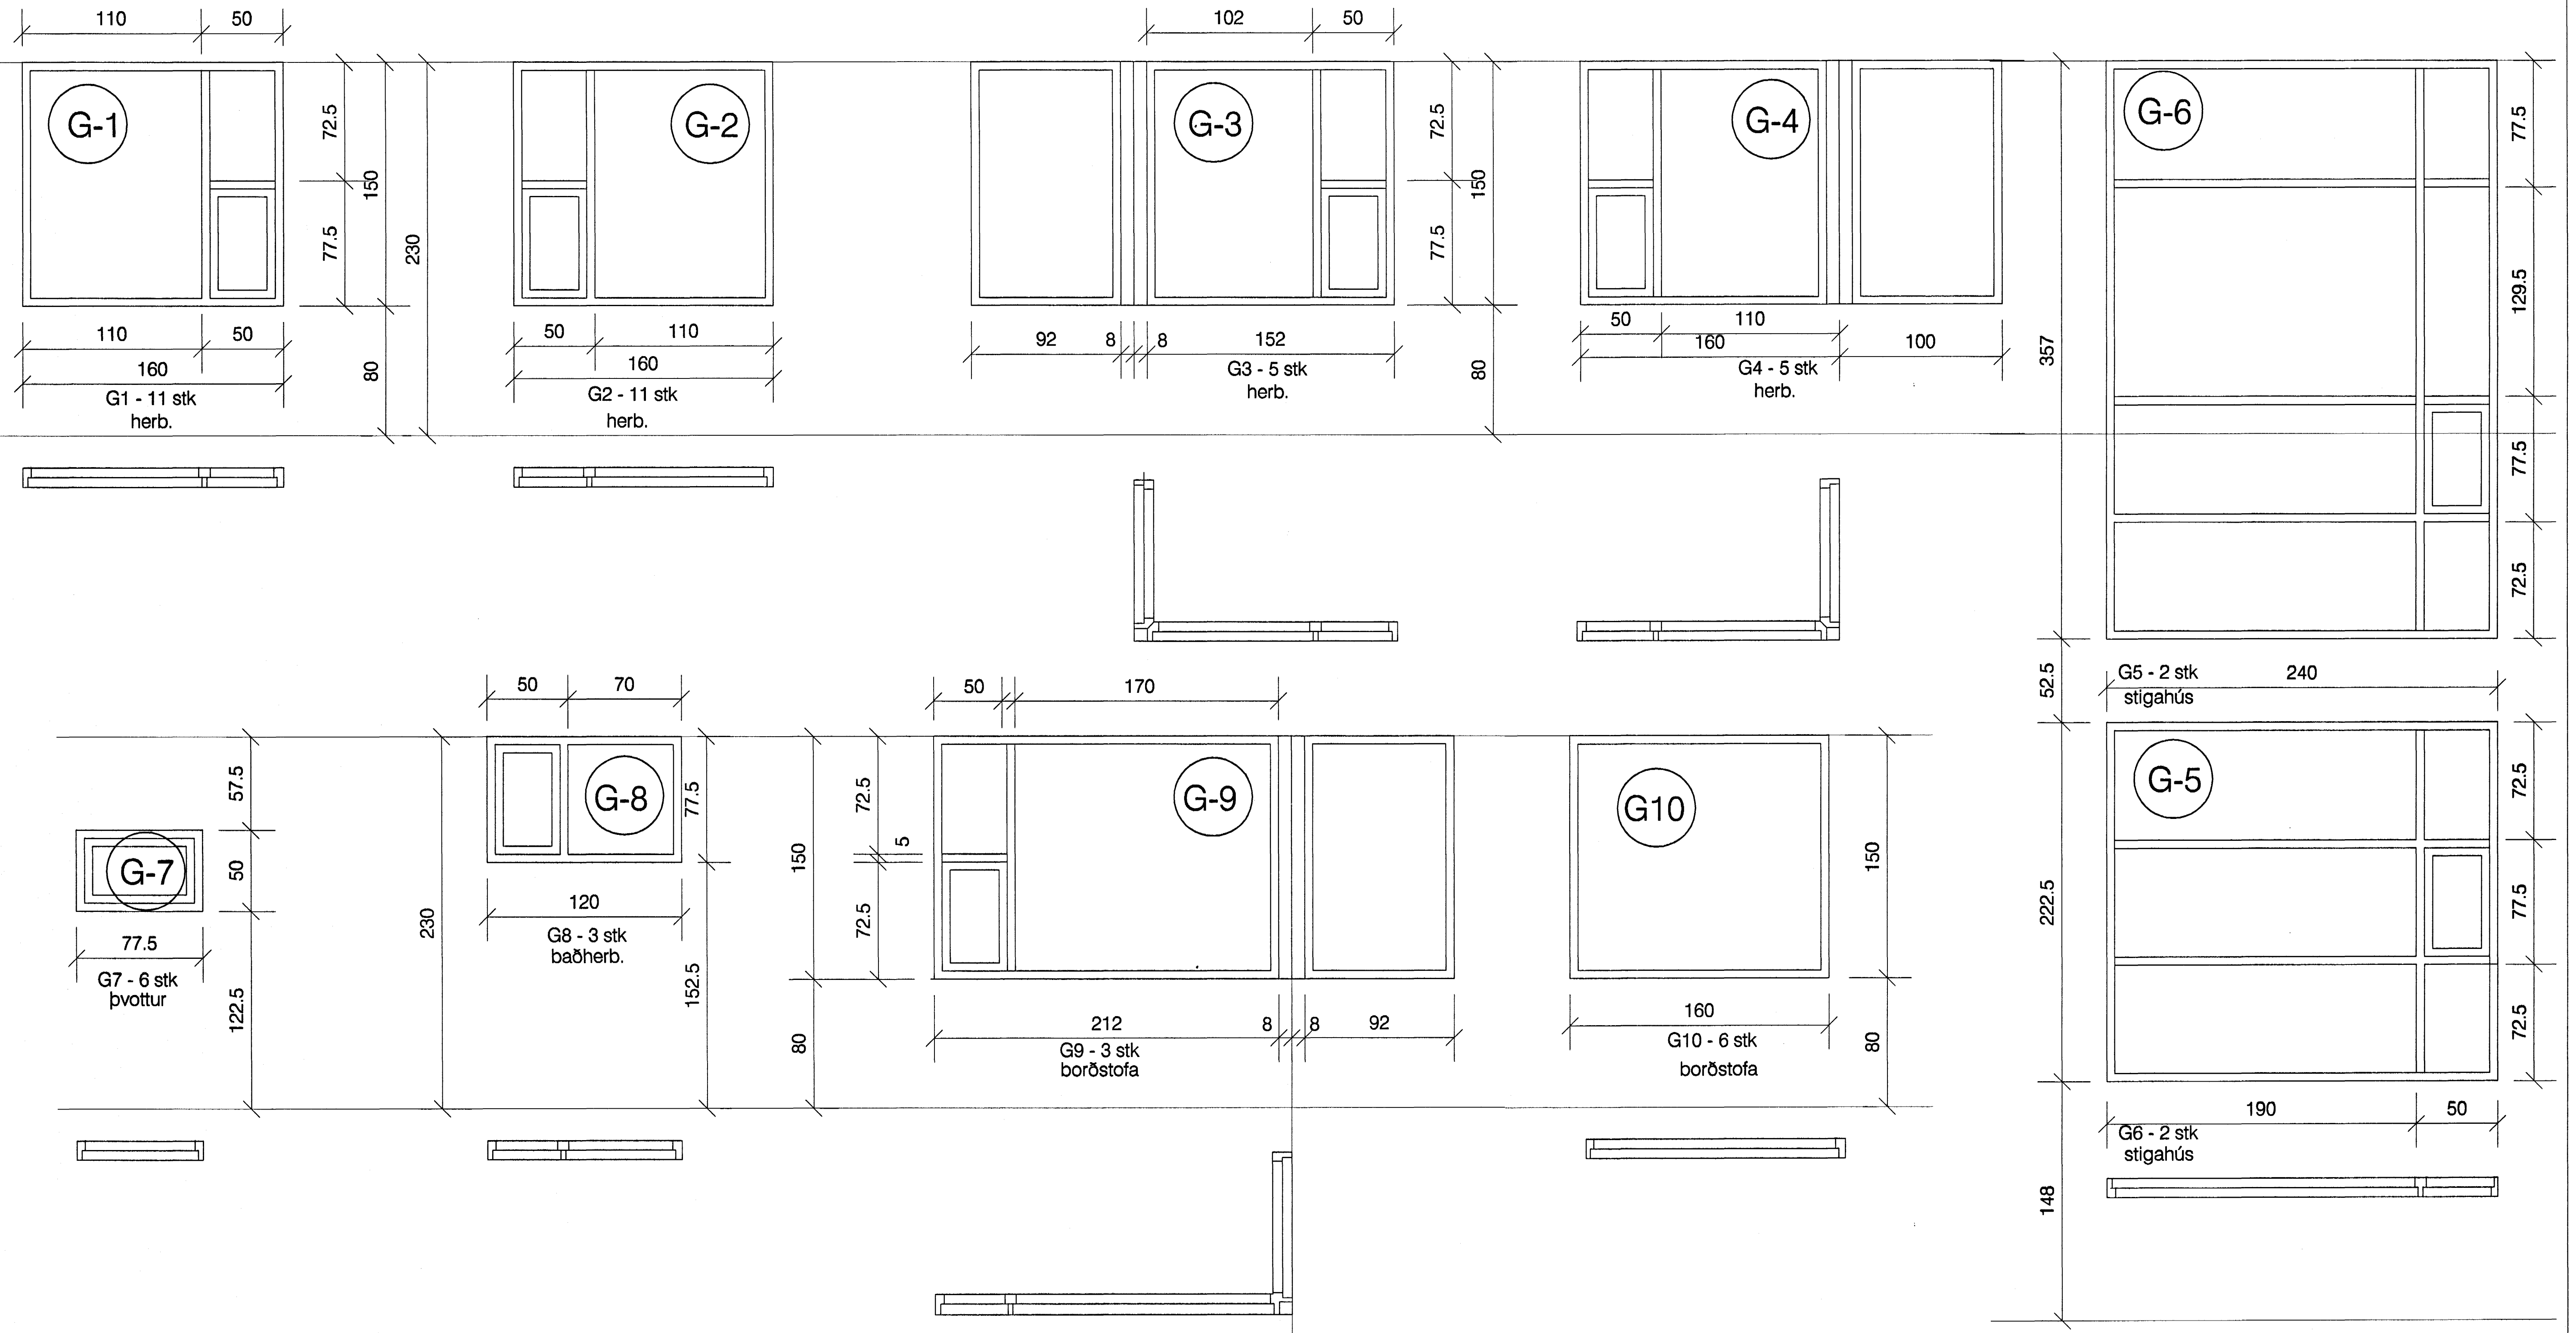 110
50
G-1
72.5
77.5
150
230
80
110
50
160
G1 - 11 stk
herb.
G-2
50
110
160
G2 - 11 stk
herb.
102
50
G-3
72.5
77.5
150
80
92
8
8
152
G3 - 5 stk
herb.
G-4
50
110
160
100
G4 - 5 stk
herb.
G-6
77.5
129.5
77.5
72.5
357
52.5
222.5
148
G5 - 2 stk
stigahús
240
G-5
72.5
77.5
72.5
190
50
G6 - 2 stk
stigahús
G-7
57.5
50
122.5
77.5
G7 - 6 stk
þvottur
230
50
70
G-8
77.5
152.5
120
G8 - 3 stk
baðherb.
50
170
G-9
72.5
5
72.5
150
80
212
8
8
92
G9 - 3 stk
borðstofa
G10
150
80
160
G10 - 6 stk
borðstofa